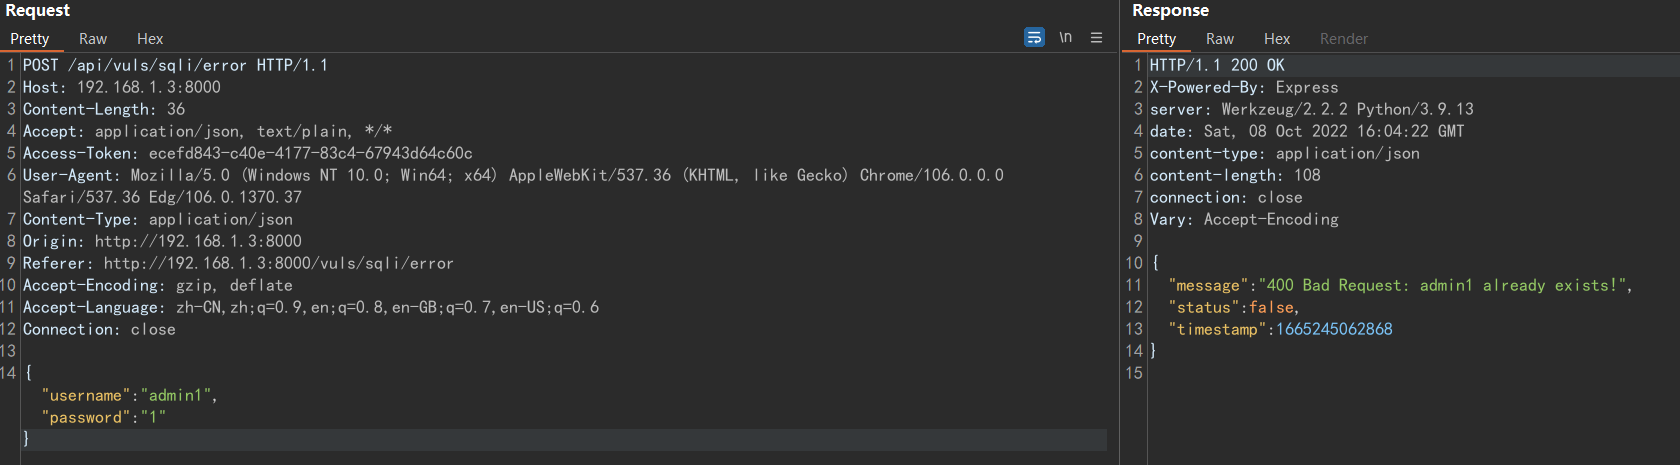 Request
Pretty Raw Hex
\n
1 POST /api/vuls/sqli/error HTTP/1.1
2 Host: 192.168.1.3:8000
3 Content-Length: 36
4 Accept: application/json, text/plain, */*
5 Access-Token: ecefd843-c40e-4177-83c4-67943d64c60c
6 User-Agent: Mozilla/5.0 (Windows NT 10.0; Win64; x64) AppleWebKit/537.36 (KHTML, like Gecko) Chrome/106.0.0.0
Safari/537.36 Edg/106.0.1370.37
7 Content-Type: application/json
8 Origin: http://192.168.1.3:8000
9 Referer: http://192.168.1.3:8000/vuls/sqli/error
10 Accept-Encoding: gzip, deflate
11 Accept-Language: zh-CN,zh;q=0.9,en;q=0.8,en-GB;q=0.7,en-US;q=0.6
12 Connection: close
13
14 {
"username":"admin1",
"password":"1"
}
Response
Pretty Raw Hex Render
1 HTTP/1.1 200 OK
2 X-Powered-By: Express
3 server: Werkzeug/2.2.2 Python/3.9.13
4 date: Sat, 08 Oct 2022 16:04:22 GMT
5 content-type: application/json
6 content-length: 108
7 connection: close
8 Vary: Accept-Encoding
9
10 {
11 "message":"400 Bad Request: admin1 already exists!",
12 "status":false,
13 "timestamp":1665245062868
14 }
15